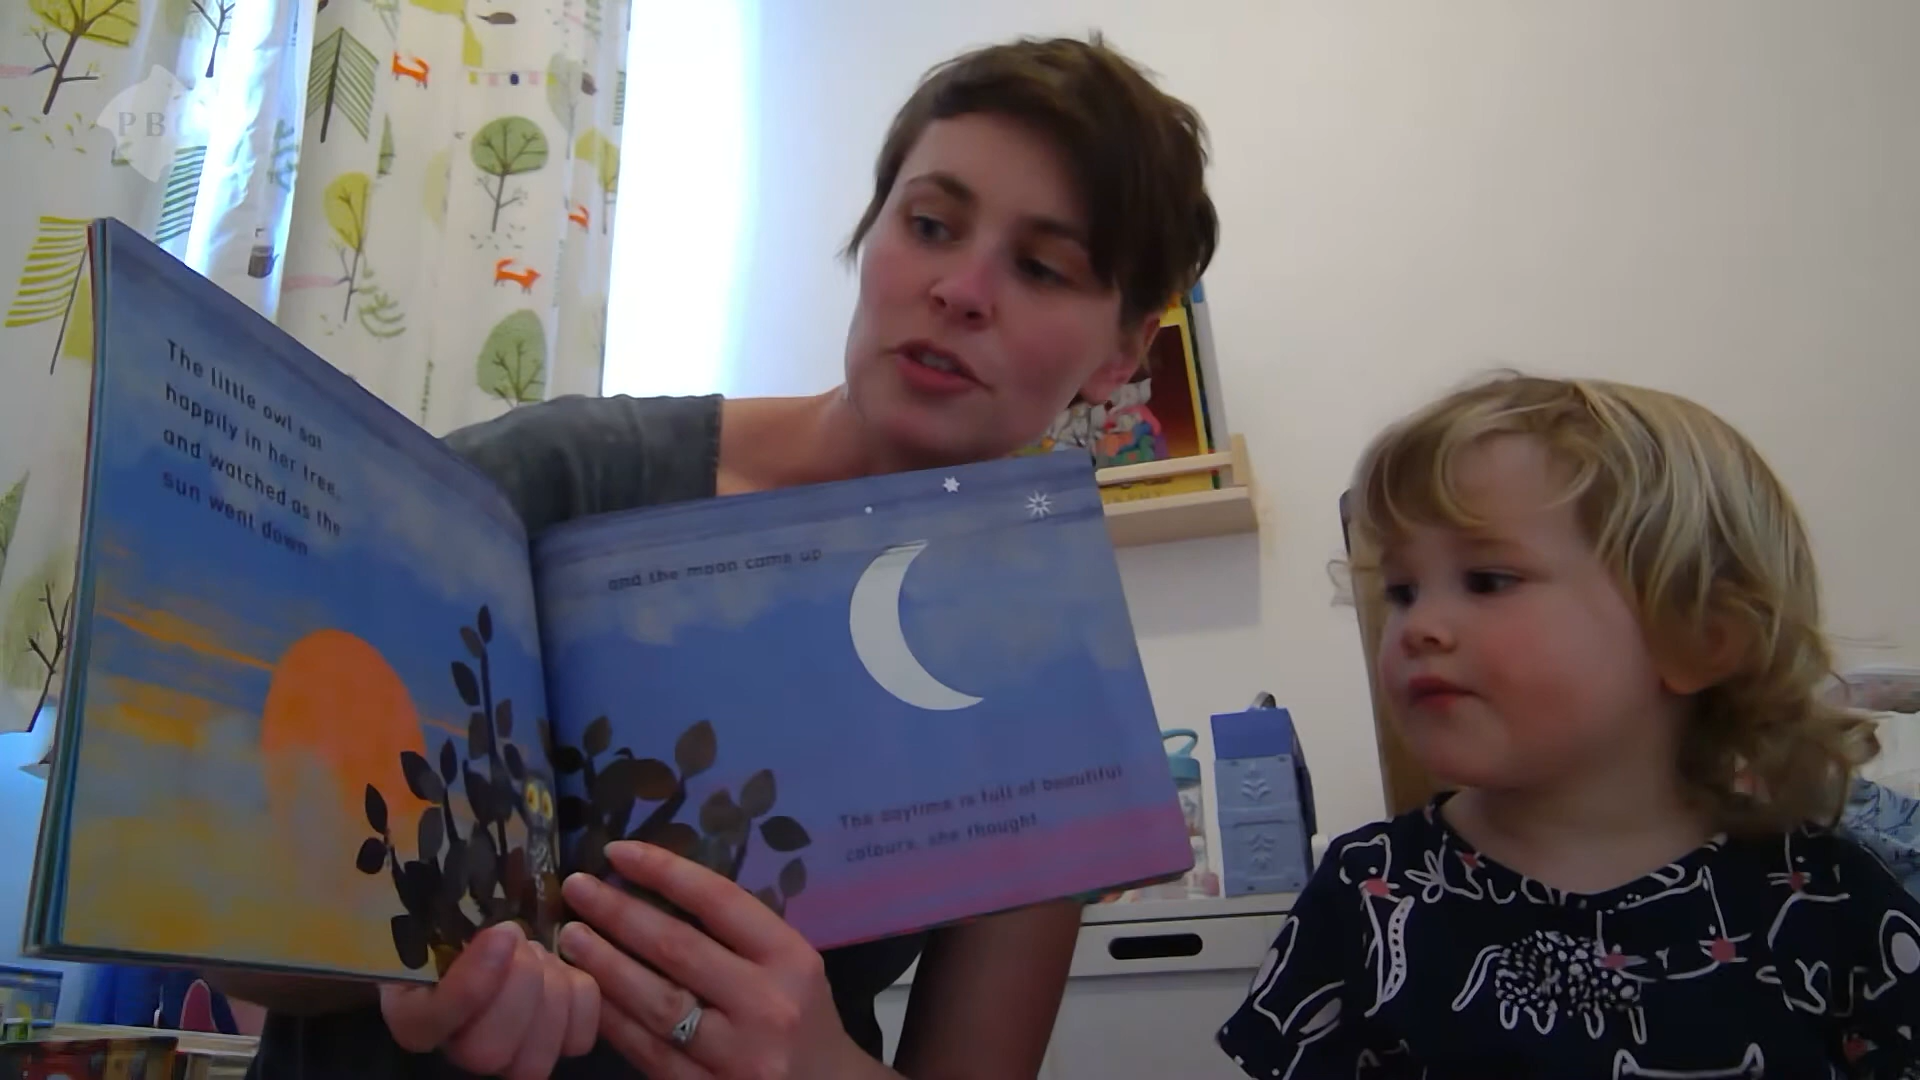 PB
The little owl sat
happily in her tree,
and watched as the
sun went down
and the moon came up
The daytime is full of beautiful
colours, she thought